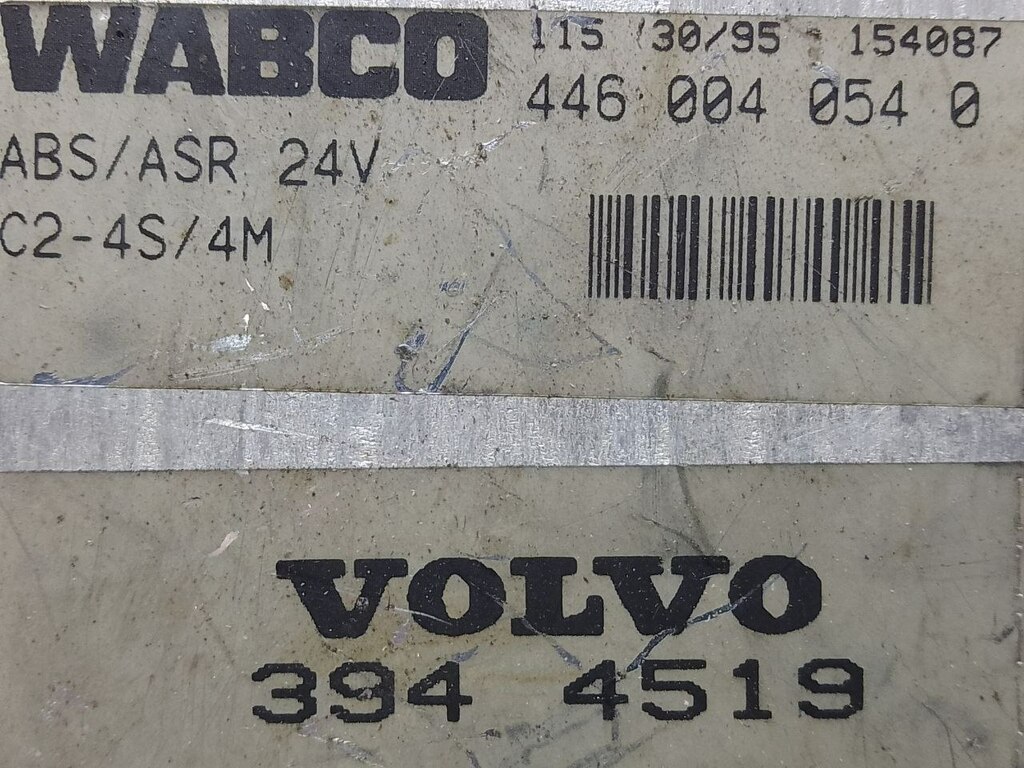 WABCO
115 30/95 154087
446 004 054 0
ABS/ASR 24V
C2-4S/4M
VOLVO
394 4519